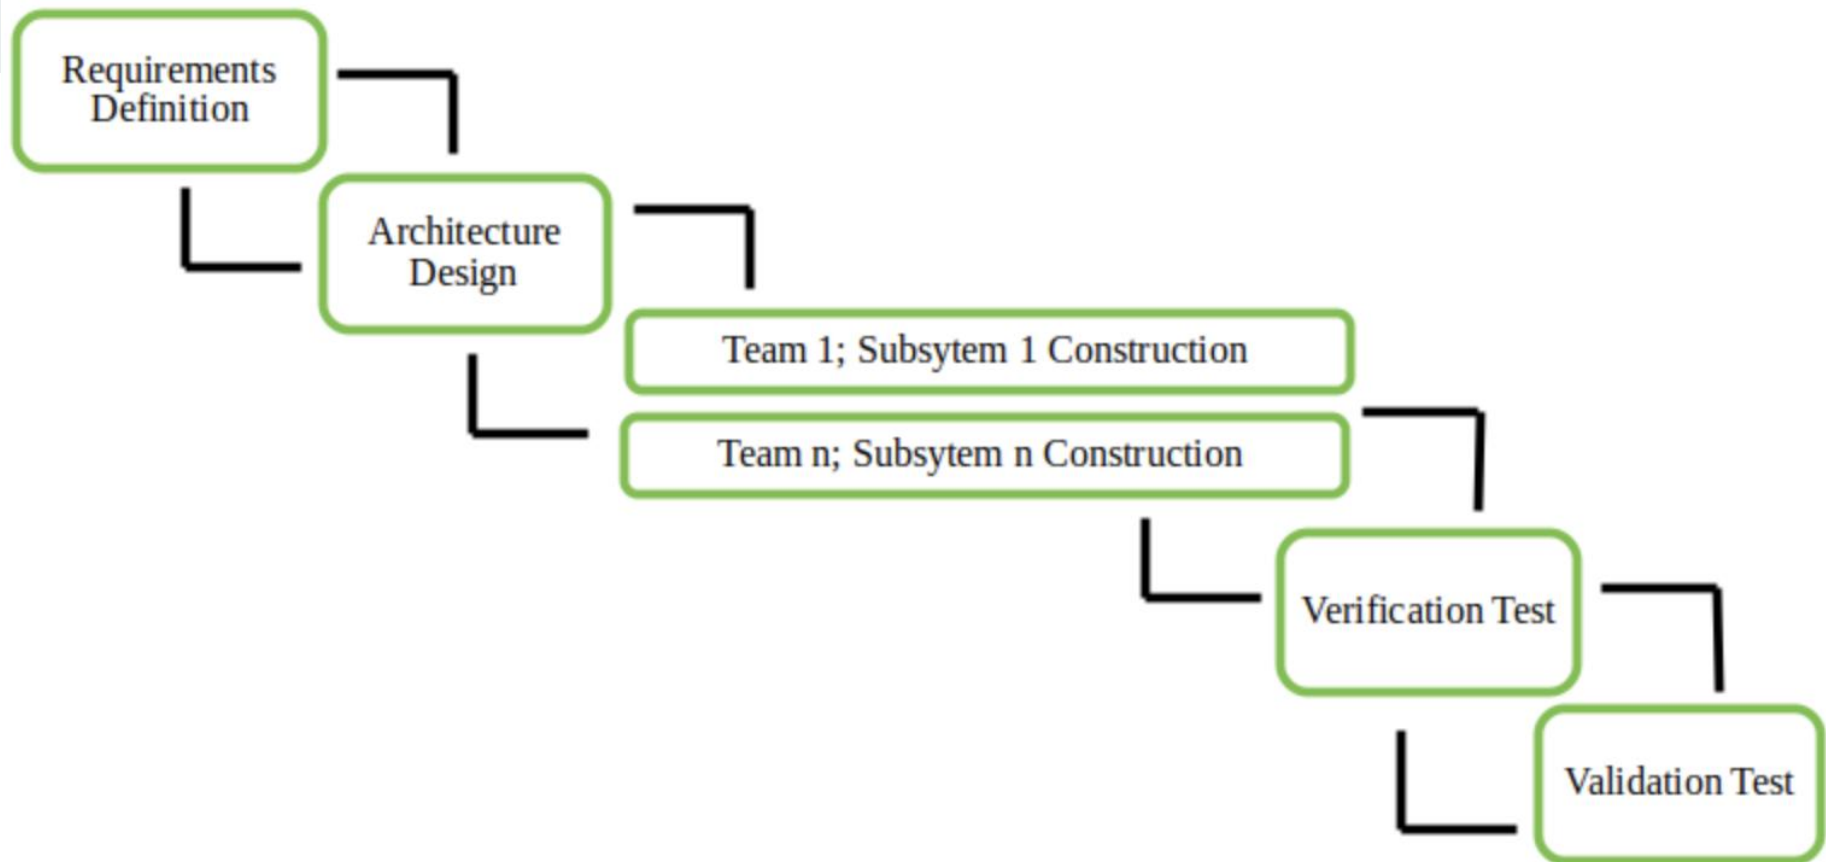 Requirements
Definition
Architecture
Design
Team 1; Subsytem 1 Construction
Team n; Subsytem n Construction
Verification Test
Validation Test